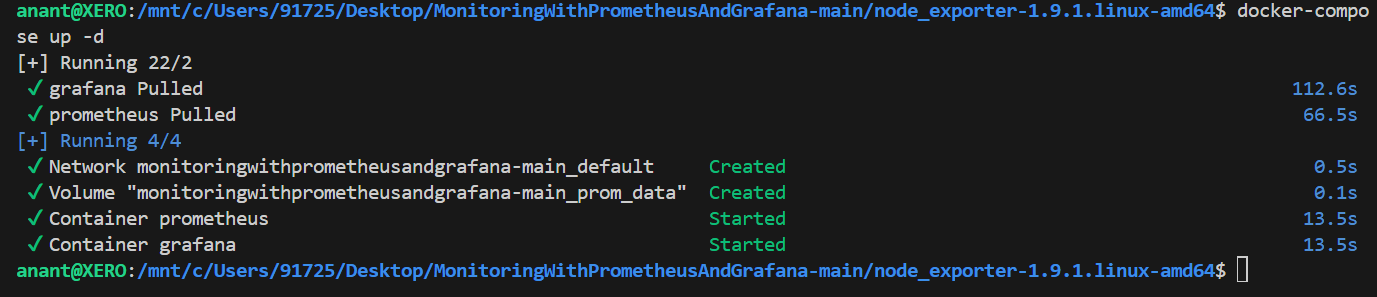 anant@XERO:/mnt/c/Users/91725/Desktop/MonitoringWithPrometheusAndGrafana-main/node_exporter-1.9.1.linux-amd64$ docker-compo
se up -d
[+] Running 22/2
✓ grafana Pulled 112.6s
✓ prometheus Pulled 66.5s
[+] Running 4/4
✓ Network monitoringwithprometheusandgrafana-main_default Created 0.5s
✓ Volume "monitoringwithprometheusandgrafana-main_prom_data" Created 0.1s
✓ Container prometheus Started 13.5s
✓ Container grafana Started 13.5s
anant@XERO:/mnt/c/Users/91725/Desktop/MonitoringWithPrometheusAndGrafana-main/node_exporter-1.9.1.linux-amd64$